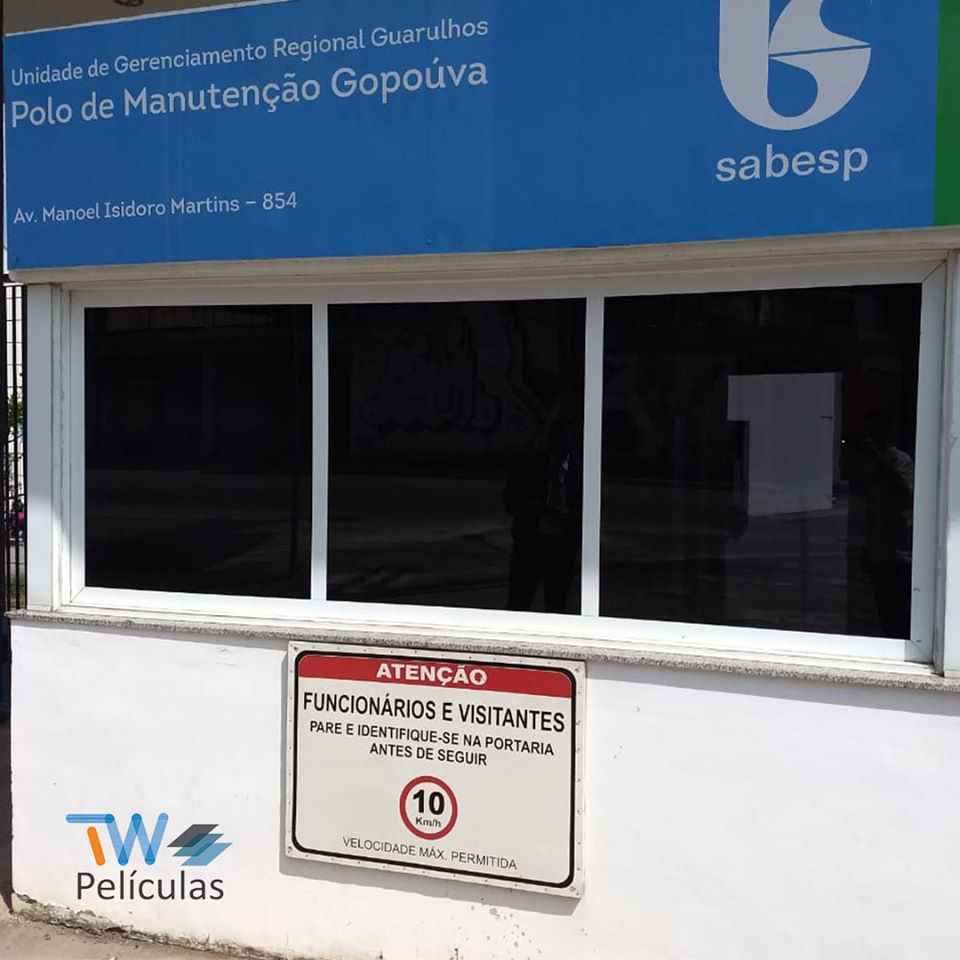 Unidade de Gerenciamento Regional Guarulhos
Polo de Manutenção Gopoúva
sabesp
Av. Manoel Isidoro Martins – 854
ATENÇÃO
FUNCIONÁRIOS E VISITANTES
PARE E IDENTIFIQUE-SE NA PORTARIA
ANTES DE SEGUIR
10
Km/h
VELOCIDADE MÁX. PERMITIDA
TW
Películas